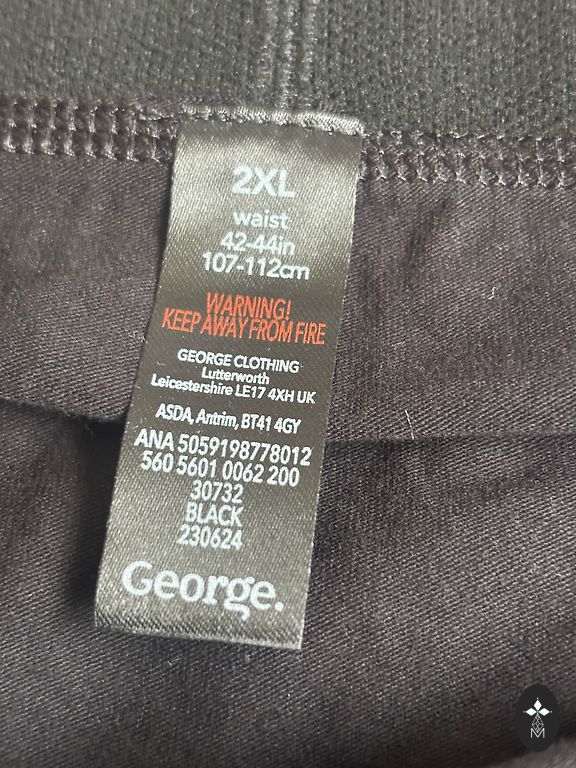 2XL
waist
42-44in
107-112cm
WARNING!
KEEP AWAY FROM FIRE
GEORGE CLOTHING
Lutterworth
Leicestershire LE17 4XH UK
ASDA, Antrim, BT41 4GY
ANA 5059198778012
560 5601 0062 200
30732
BLACK
230624
George.
M